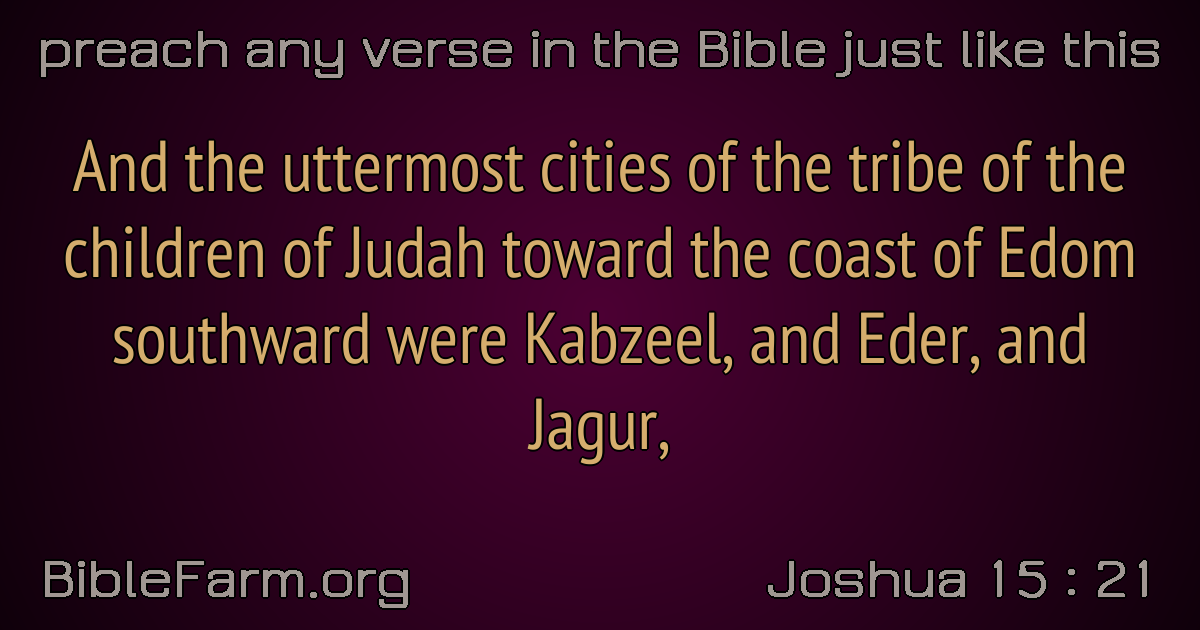 preach any verse in the Bible just like this
And the uttermost cities of the tribe of the
children of Judah toward the coast of Edom
southward were Kabzeel, and Eder, and
Jagur,
BibleFarm.org
Joshua 15 : 21